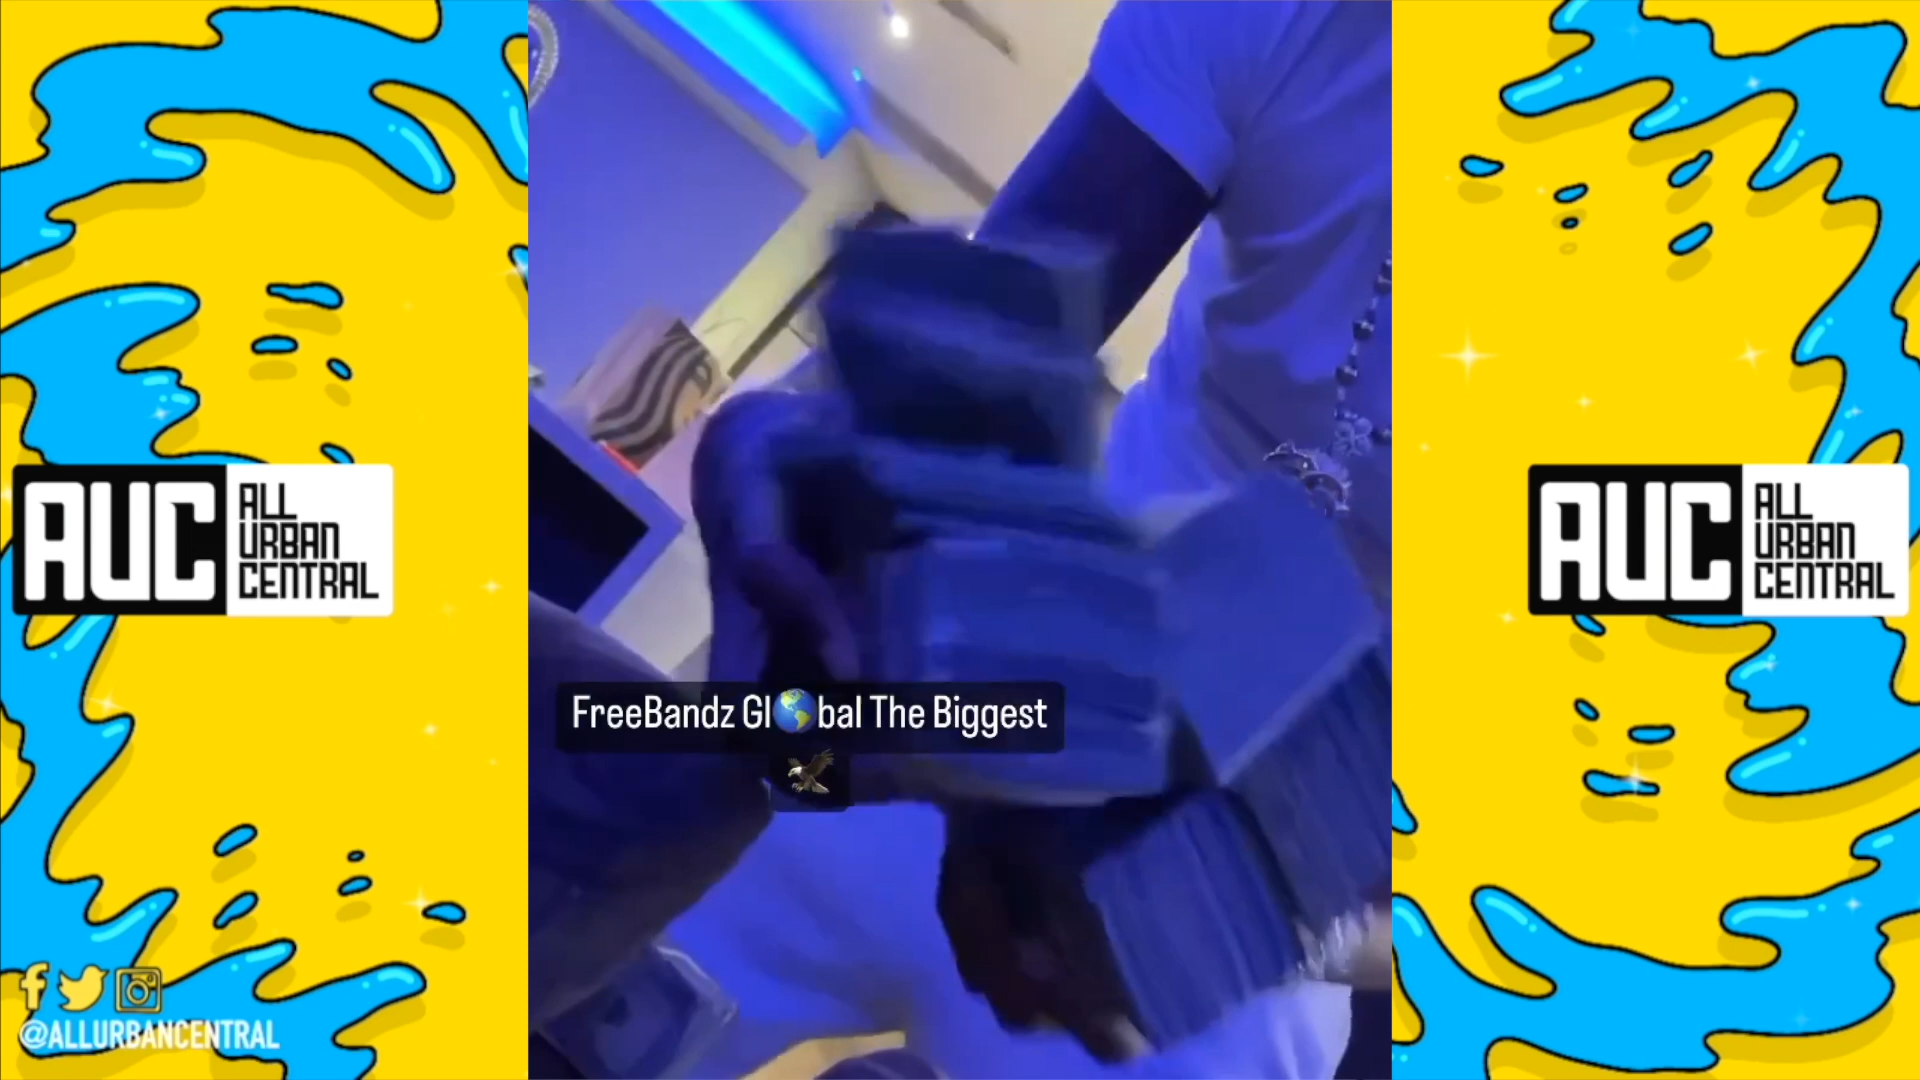 AUC ALL
URBAN
CENTRAL
FreeBandz Gl🌎bal The Biggest
🦅
AUC ALL
URBAN
CENTRAL
@ALLURBANCENTRAL